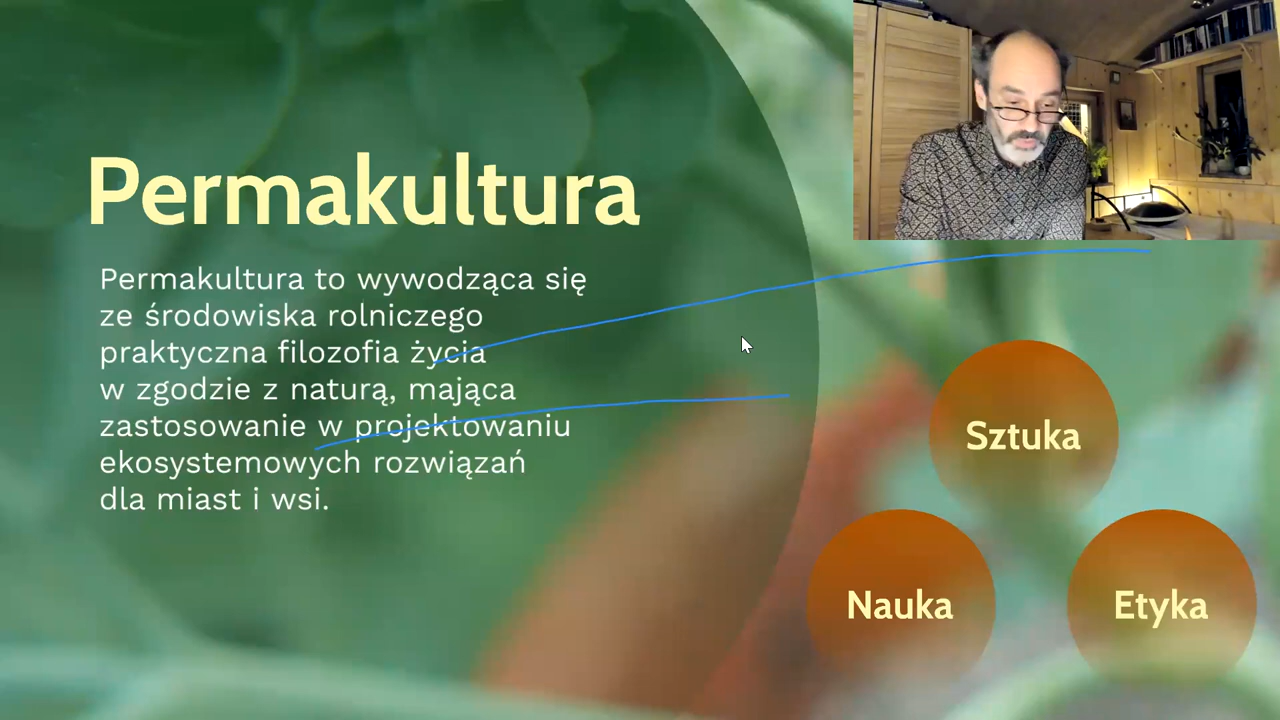 Permakultura
Permakultura to wywodząca się
ze środowiska rolniczego
praktyczna filozofia życia
w zgodzie z naturą, mająca
zastosowanie w projektowaniu
ekosystemowych rozwiązań
dla miast i wsi.
Sztuka
Nauka
Etyka